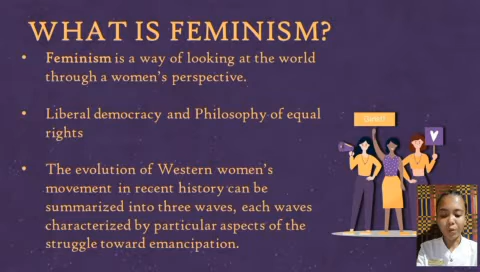 WHAT IS FEMINISM?
• Feminism is a way of looking at the world
through a women's perspective.
• Liberal democracy and Philosophy of equal
rights
• The evolution of Western women's
movement in recent history can be
summarized into three waves, each waves
characterized by particular aspects of the
struggle toward emancipation.